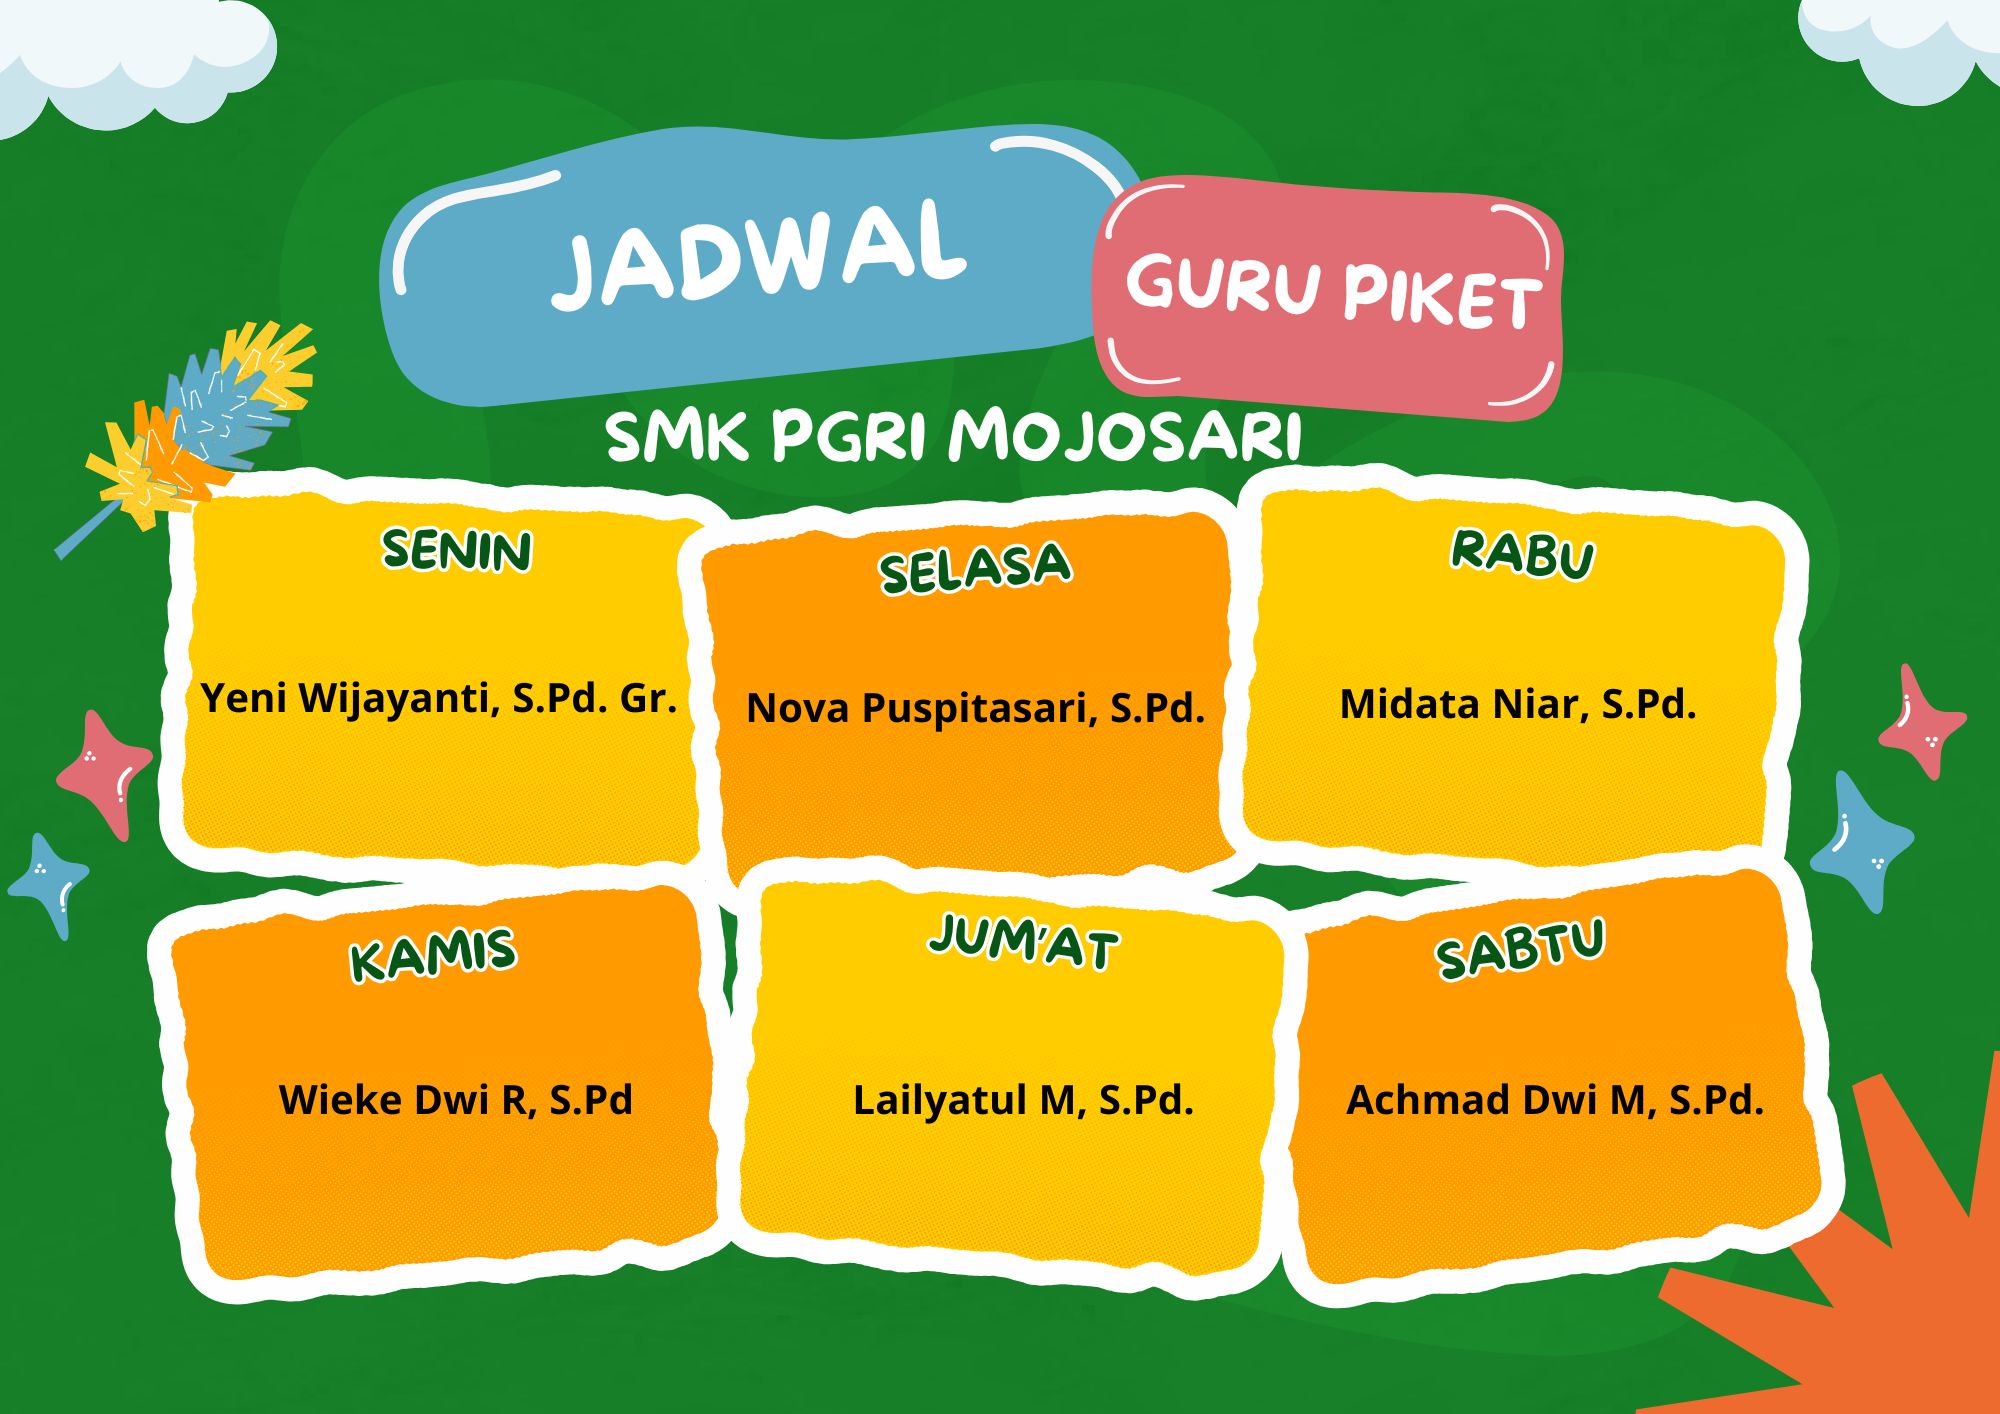 JADWAL
GURU PIKET
SMK PGRI MOJOSARI
SENIN
Yeni Wijayanti, S.Pd. Gr.
SELASA
Nova Puspitasari, S.Pd.
RABU
Midata Niar, S.Pd.
KAMIS
Wieke Dwi R, S.Pd
JUM'AT
Lailyatul M, S.Pd.
SABTU
Achmad Dwi M, S.Pd.